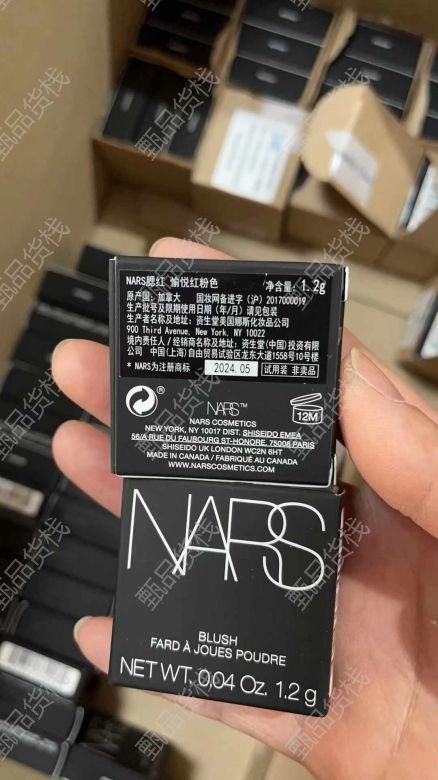 NARS腮红 愉悦红粉色 净含量: 1.2g
原产国: 加拿大 国妆网备进字 (沪) 2017000019
生产批号及限期使用日期 (年/月) 请见包装
生产者名称及地址: 资生堂美国娜斯化妆品公司
900 Third Avenue, New York, NY 10022
境内责任人/经销商名称及地址: 资生堂(中国)投资有限
公司 中国(上海)自由贸易试验区龙东大道1558号10号楼
* NARS为注册商标 2024.05 试用装 非卖品
®
NARS™
12M
NARS COSMETICS
NEW YORK, NY 10017 DIST. SHISEIDO EMEA
56/A RUE DU FAUBOURG ST-HONORE, 75008 PARIS
SHISEIDO UK LONDON WC2N 6HT
MADE IN CANADA / FABRIQUÉ AU CANADA
WWW.NARSCOSMETICS.COM
NARS
BLUSH
FARD À JOUES POUDRE
NET WT. 0.04 Oz. 1.2 g
甄品货栈